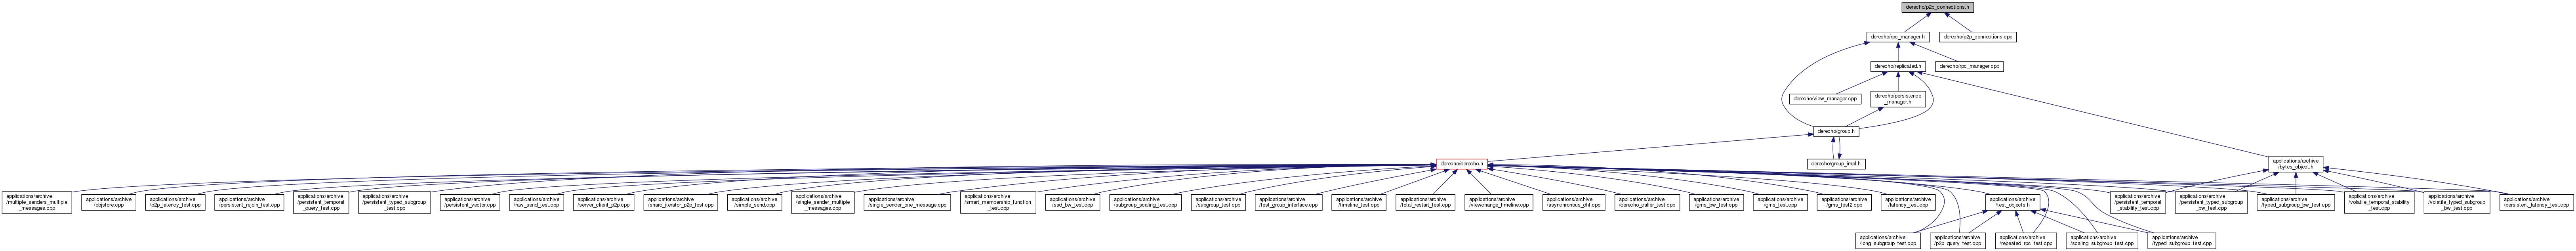 derecho/p2p_connections.h
derecho/rpc_manager.h
derecho/p2p_connections.cpp
derecho/replicated.h
derecho/rpc_manager.cpp
derecho/view_manager.cpp
derecho/persistence
_manager.h
derecho/group.h
derecho/derecho.h
derecho/group_impl.h
applications/archive
/bytes_object.h
applications/archive
/multiple_senders_multiple
_messages.cpp
applications/archive
/objstore.cpp
applications/archive
/p2p_latency_test.cpp
applications/archive
/persistent_rejoin_test.cpp
applications/archive
/persistent_temporal
_query_test.cpp
applications/archive
/persistent_typed_subgroup
_test.cpp
applications/archive
/persistent_vector.cpp
applications/archive
/raw_send_test.cpp
applications/archive
/server_client_p2p.cpp
applications/archive
/shard_iterator_p2p_test.cpp
applications/archive
/simple_send.cpp
applications/archive
/single_sender_multiple
_messages.cpp
applications/archive
/single_sender_one_message.cpp
applications/archive
/smart_membership_function
_test.cpp
applications/archive
/ssd_bw_test.cpp
applications/archive
/subgroup_scaling_test.cpp
applications/archive
/subgroup_test.cpp
applications/archive
/test_group_interface.cpp
applications/archive
/timeline_test.cpp
applications/archive
/total_restart_test.cpp
applications/archive
/viewchange_timeline.cpp
applications/archive
/asynchronous_dht.cpp
applications/archive
/derecho_caller_test.cpp
applications/archive
/gms_bw_test.cpp
applications/archive
/gms_test.cpp
applications/archive
/gms_test2.cpp
applications/archive
/latency_test.cpp
applications/archive
/test_objects.h
applications/archive
/persistent_temporal
_stability_test.cpp
applications/archive
/persistent_typed_subgroup
_bw_test.cpp
applications/archive
/typed_subgroup_bw_test.cpp
applications/archive
/volatile_temporal_stability
_test.cpp
applications/archive
/volatile_typed_subgroup
_bw_test.cpp
applications/archive
/persistent_latency_test.cpp
applications/archive
/long_subgroup_test.cpp
applications/archive
/p2p_query_test.cpp
applications/archive
/repeated_rpc_test.cpp
applications/archive
/scaling_subgroup_test.cpp
applications/archive
/typed_subgroup_test.cpp